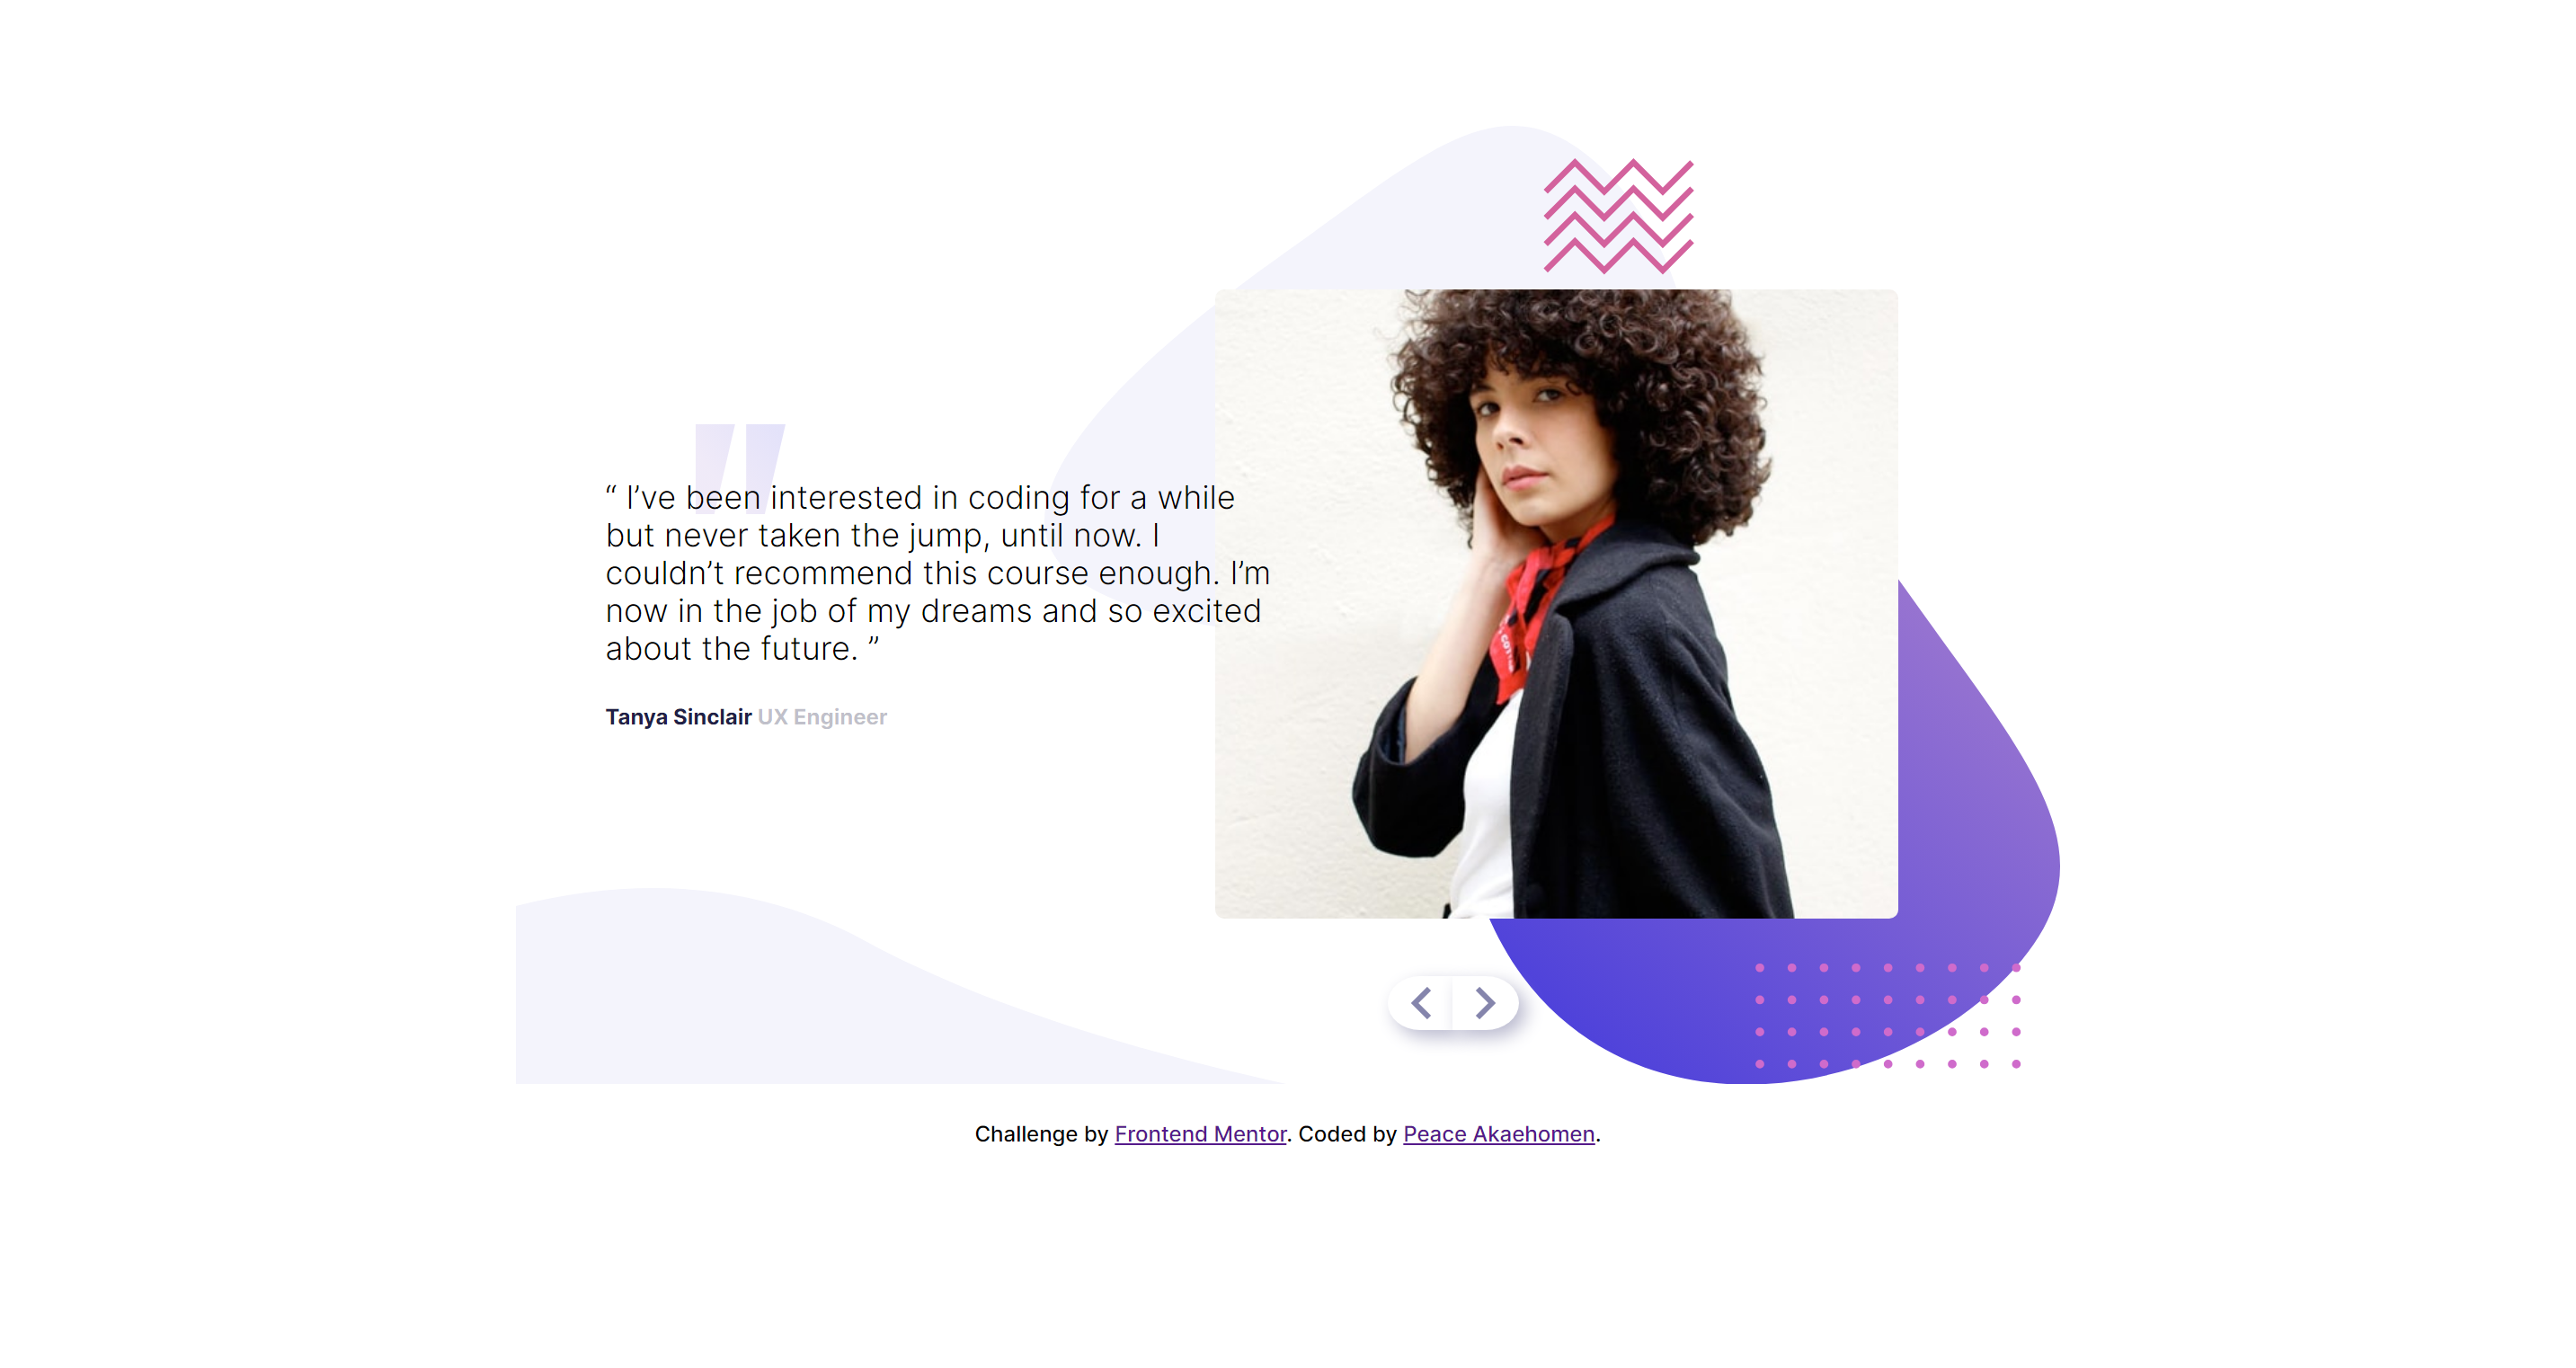 “ I’ve been interested in coding for a while
but never taken the jump, until now. I
couldn’t recommend this course enough. I’m
now in the job of my dreams and so excited
about the future. ”
Tanya Sinclair UX Engineer
Challenge by Frontend Mentor. Coded by Peace Akaehomen.